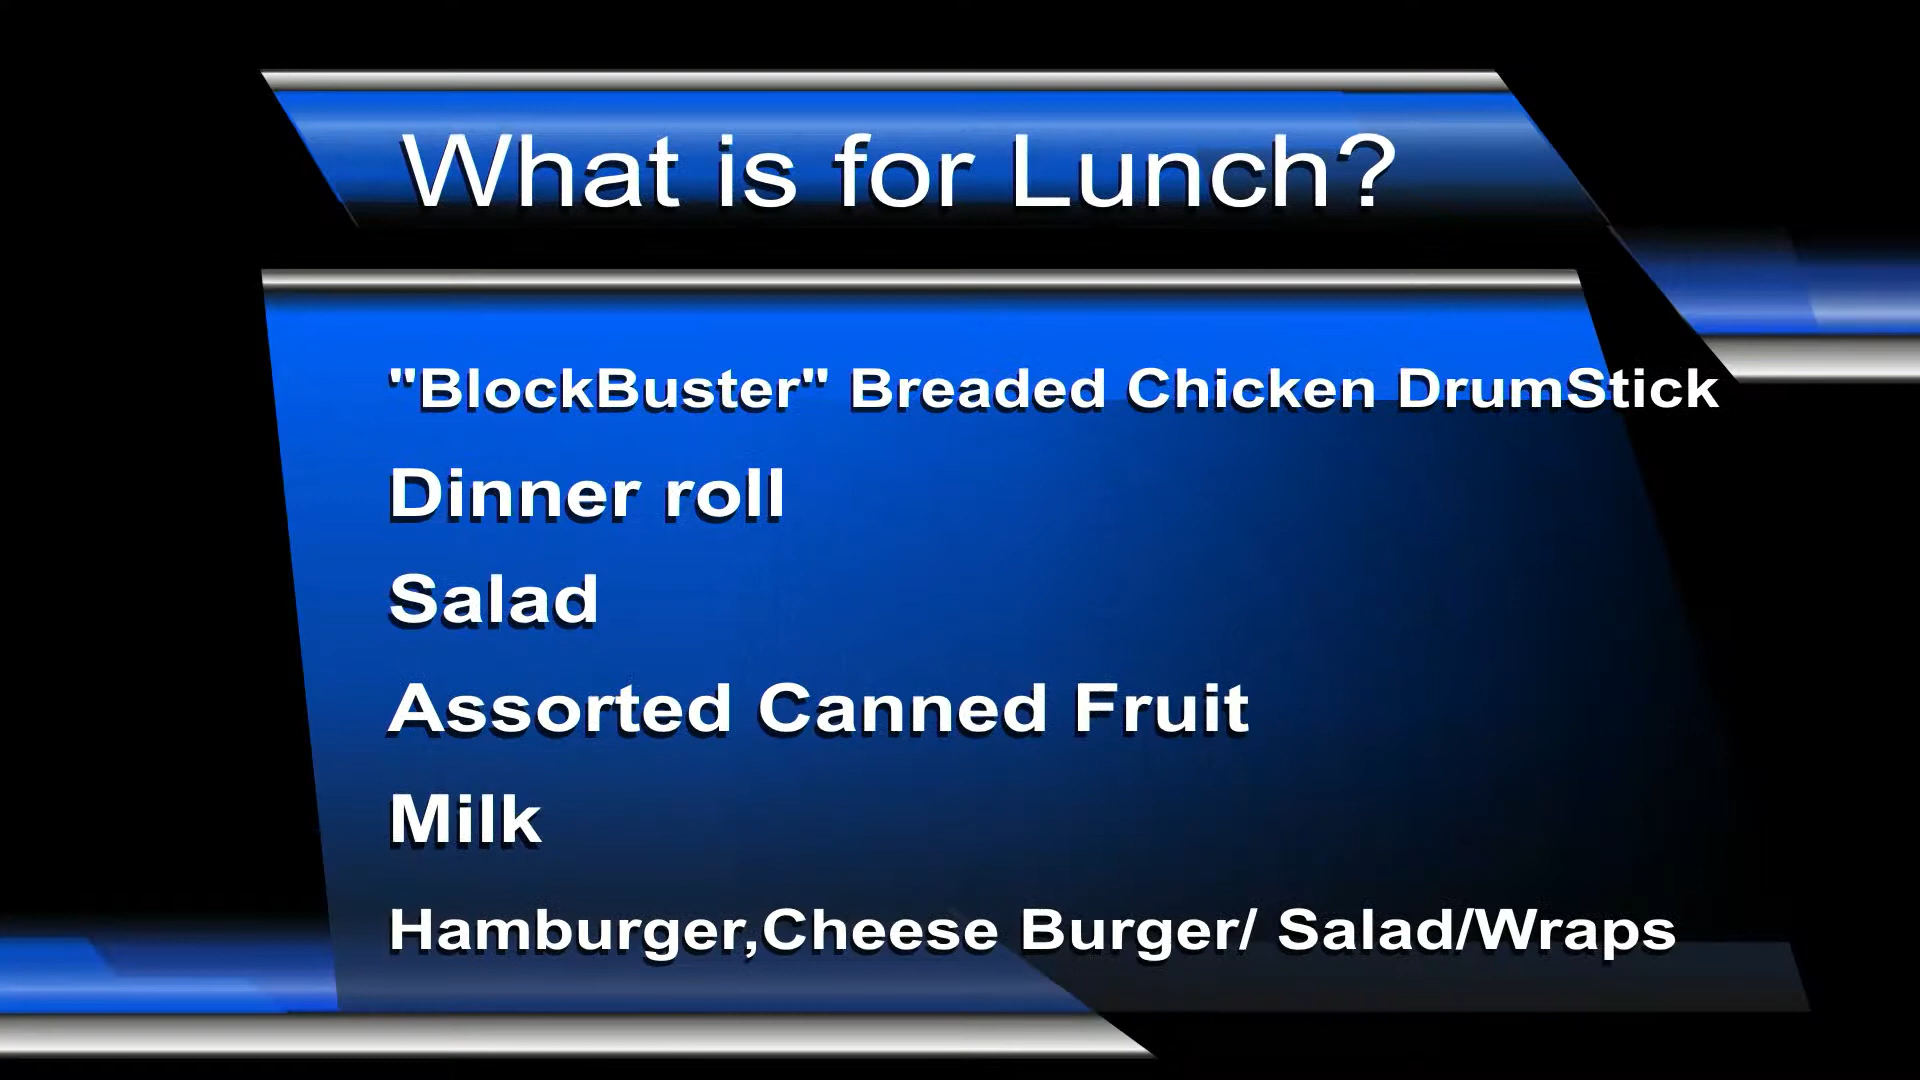 What is for Lunch?
"BlockBuster" Breaded Chicken DrumStick
Dinner roll
Salad
Assorted Canned Fruit
Milk
Hamburger,Cheese Burger/ Salad/Wraps